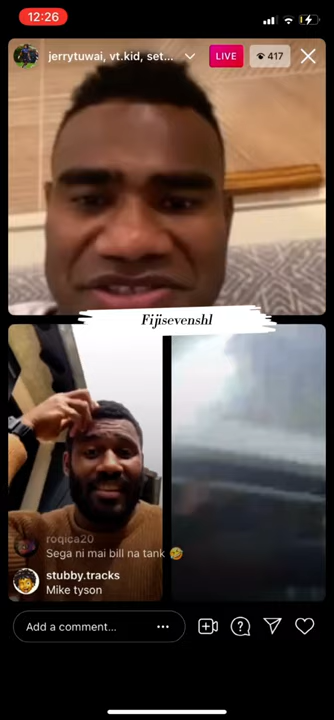 12:26
jerrytuwai, vt.kid, set...
LIVE
417
Fijisevenshl
roqica20
Sega ni mai bill na tank 🤣
stubby.tracks
Mike tyson
Add a comment...